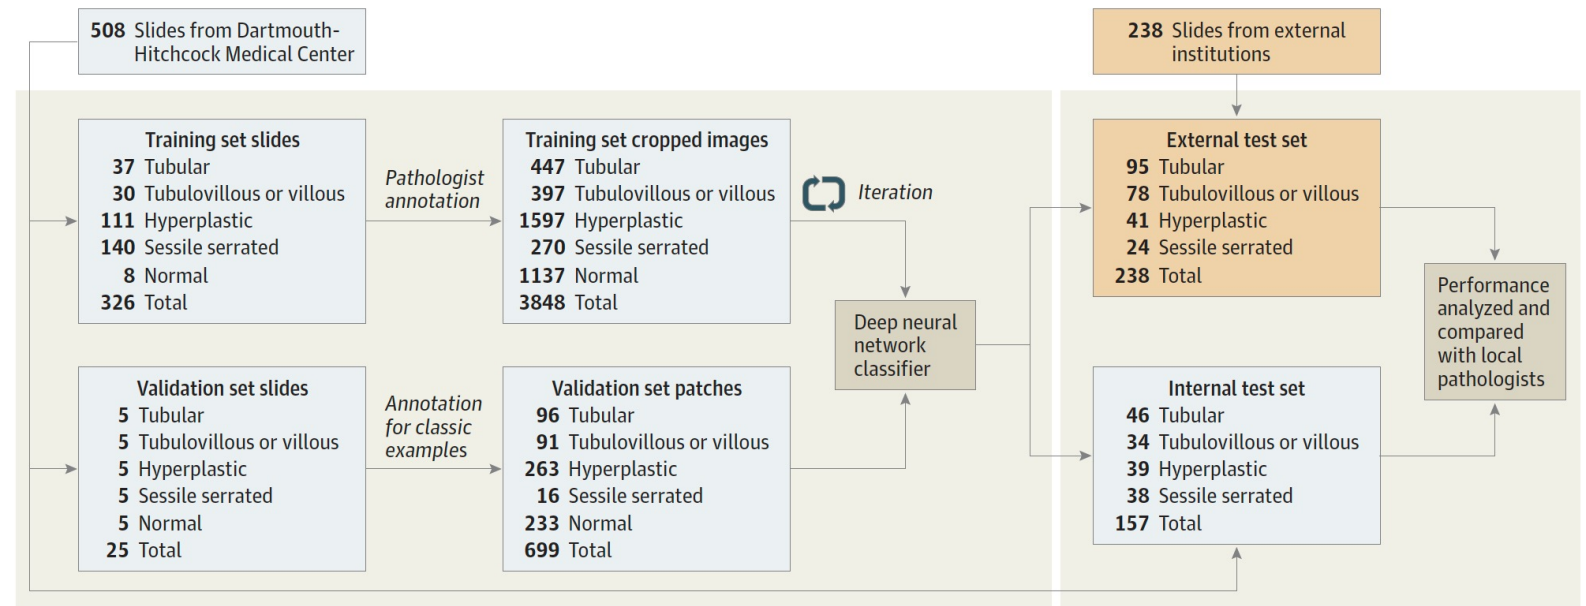 508 Slides from Dartmouth-
Hitchcock Medical Center
238 Slides from external
institutions
Training set slides
37 Tubular
30 Tubulovillous or villous
111 Hyperplastic
140 Sessile serrated
8 Normal
326 Total
Pathologist
annotation
Training set cropped images
447 Tubular
397 Tubulovillous or villous
1597 Hyperplastic
270 Sessile serrated
1137 Normal
3848 Total
Iteration
Validation set slides
5 Tubular
5 Tubulovillous or villous
5 Hyperplastic
5 Sessile serrated
5 Normal
25 Total
Annotation
for classic
examples
Validation set patches
96 Tubular
91 Tubulovillous or villous
263 Hyperplastic
16 Sessile serrated
233 Normal
699 Total
Deep neural
network
classifier
External test set
95 Tubular
78 Tubulovillous or villous
41 Hyperplastic
24 Sessile serrated
238 Total
Internal test set
46 Tubular
34 Tubulovillous or villous
39 Hyperplastic
38 Sessile serrated
157 Total
Performance
analyzed and
compared
with local
pathologists